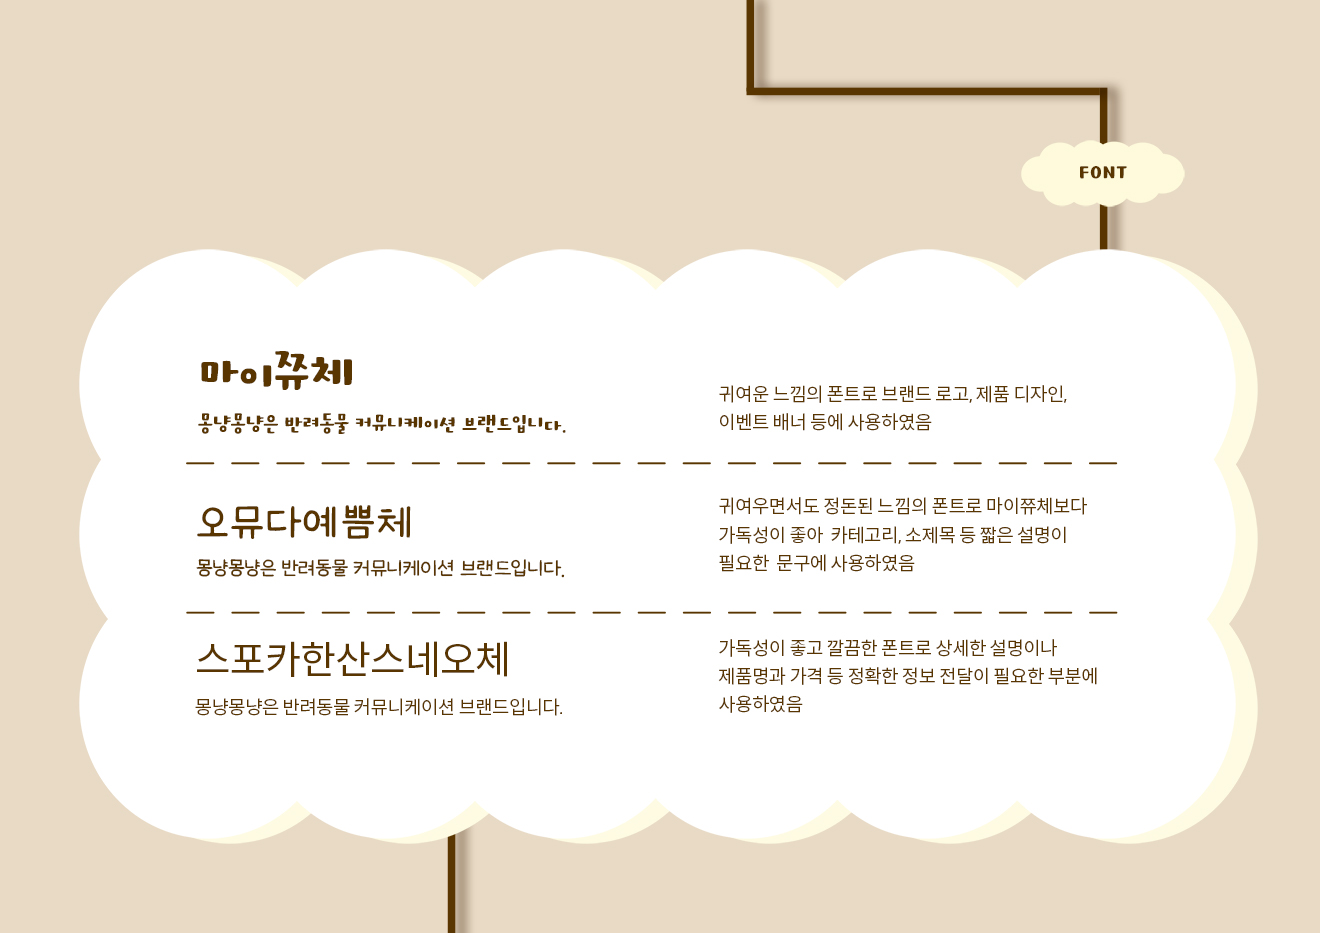 FONT
마이쮸체
몽냥몽냥은 반려동물 커뮤니케이션 브랜드입니다.
귀여운 느낌의 폰트로 브랜드 로고, 제품 디자인,
이벤트 배너 등에 사용하였음
오뮤다예쁨체
몽냥몽냥은 반려동물 커뮤니케이션 브랜드입니다.
귀여우면서도 정돈된 느낌의 폰트로 마이쮸체보다
가독성이 좋아 카테고리, 소제목 등 짧은 설명이
필요한 문구에 사용하였음
스포카한산스네오체
몽냥몽냥은 반려동물 커뮤니케이션 브랜드입니다.
가독성이 좋고 깔끔한 폰트로 상세한 설명이나
제품명과 가격 등 정확한 정보 전달이 필요한 부분에
사용하였음